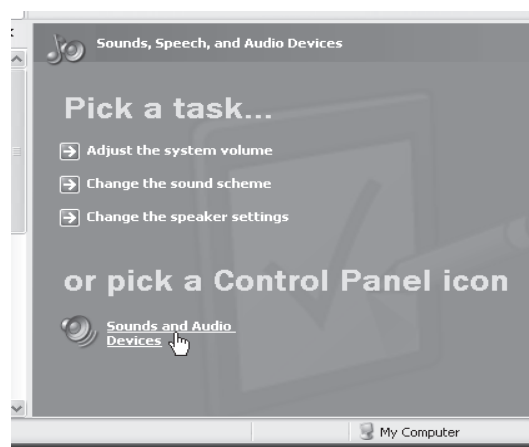 Sounds, Speech, and Audio Devices
Pick a task...
Adjust the system volume
Change the sound scheme
Change the speaker settings
or pick a Control Panel icon
Sounds and Audio
Devices
My Computer